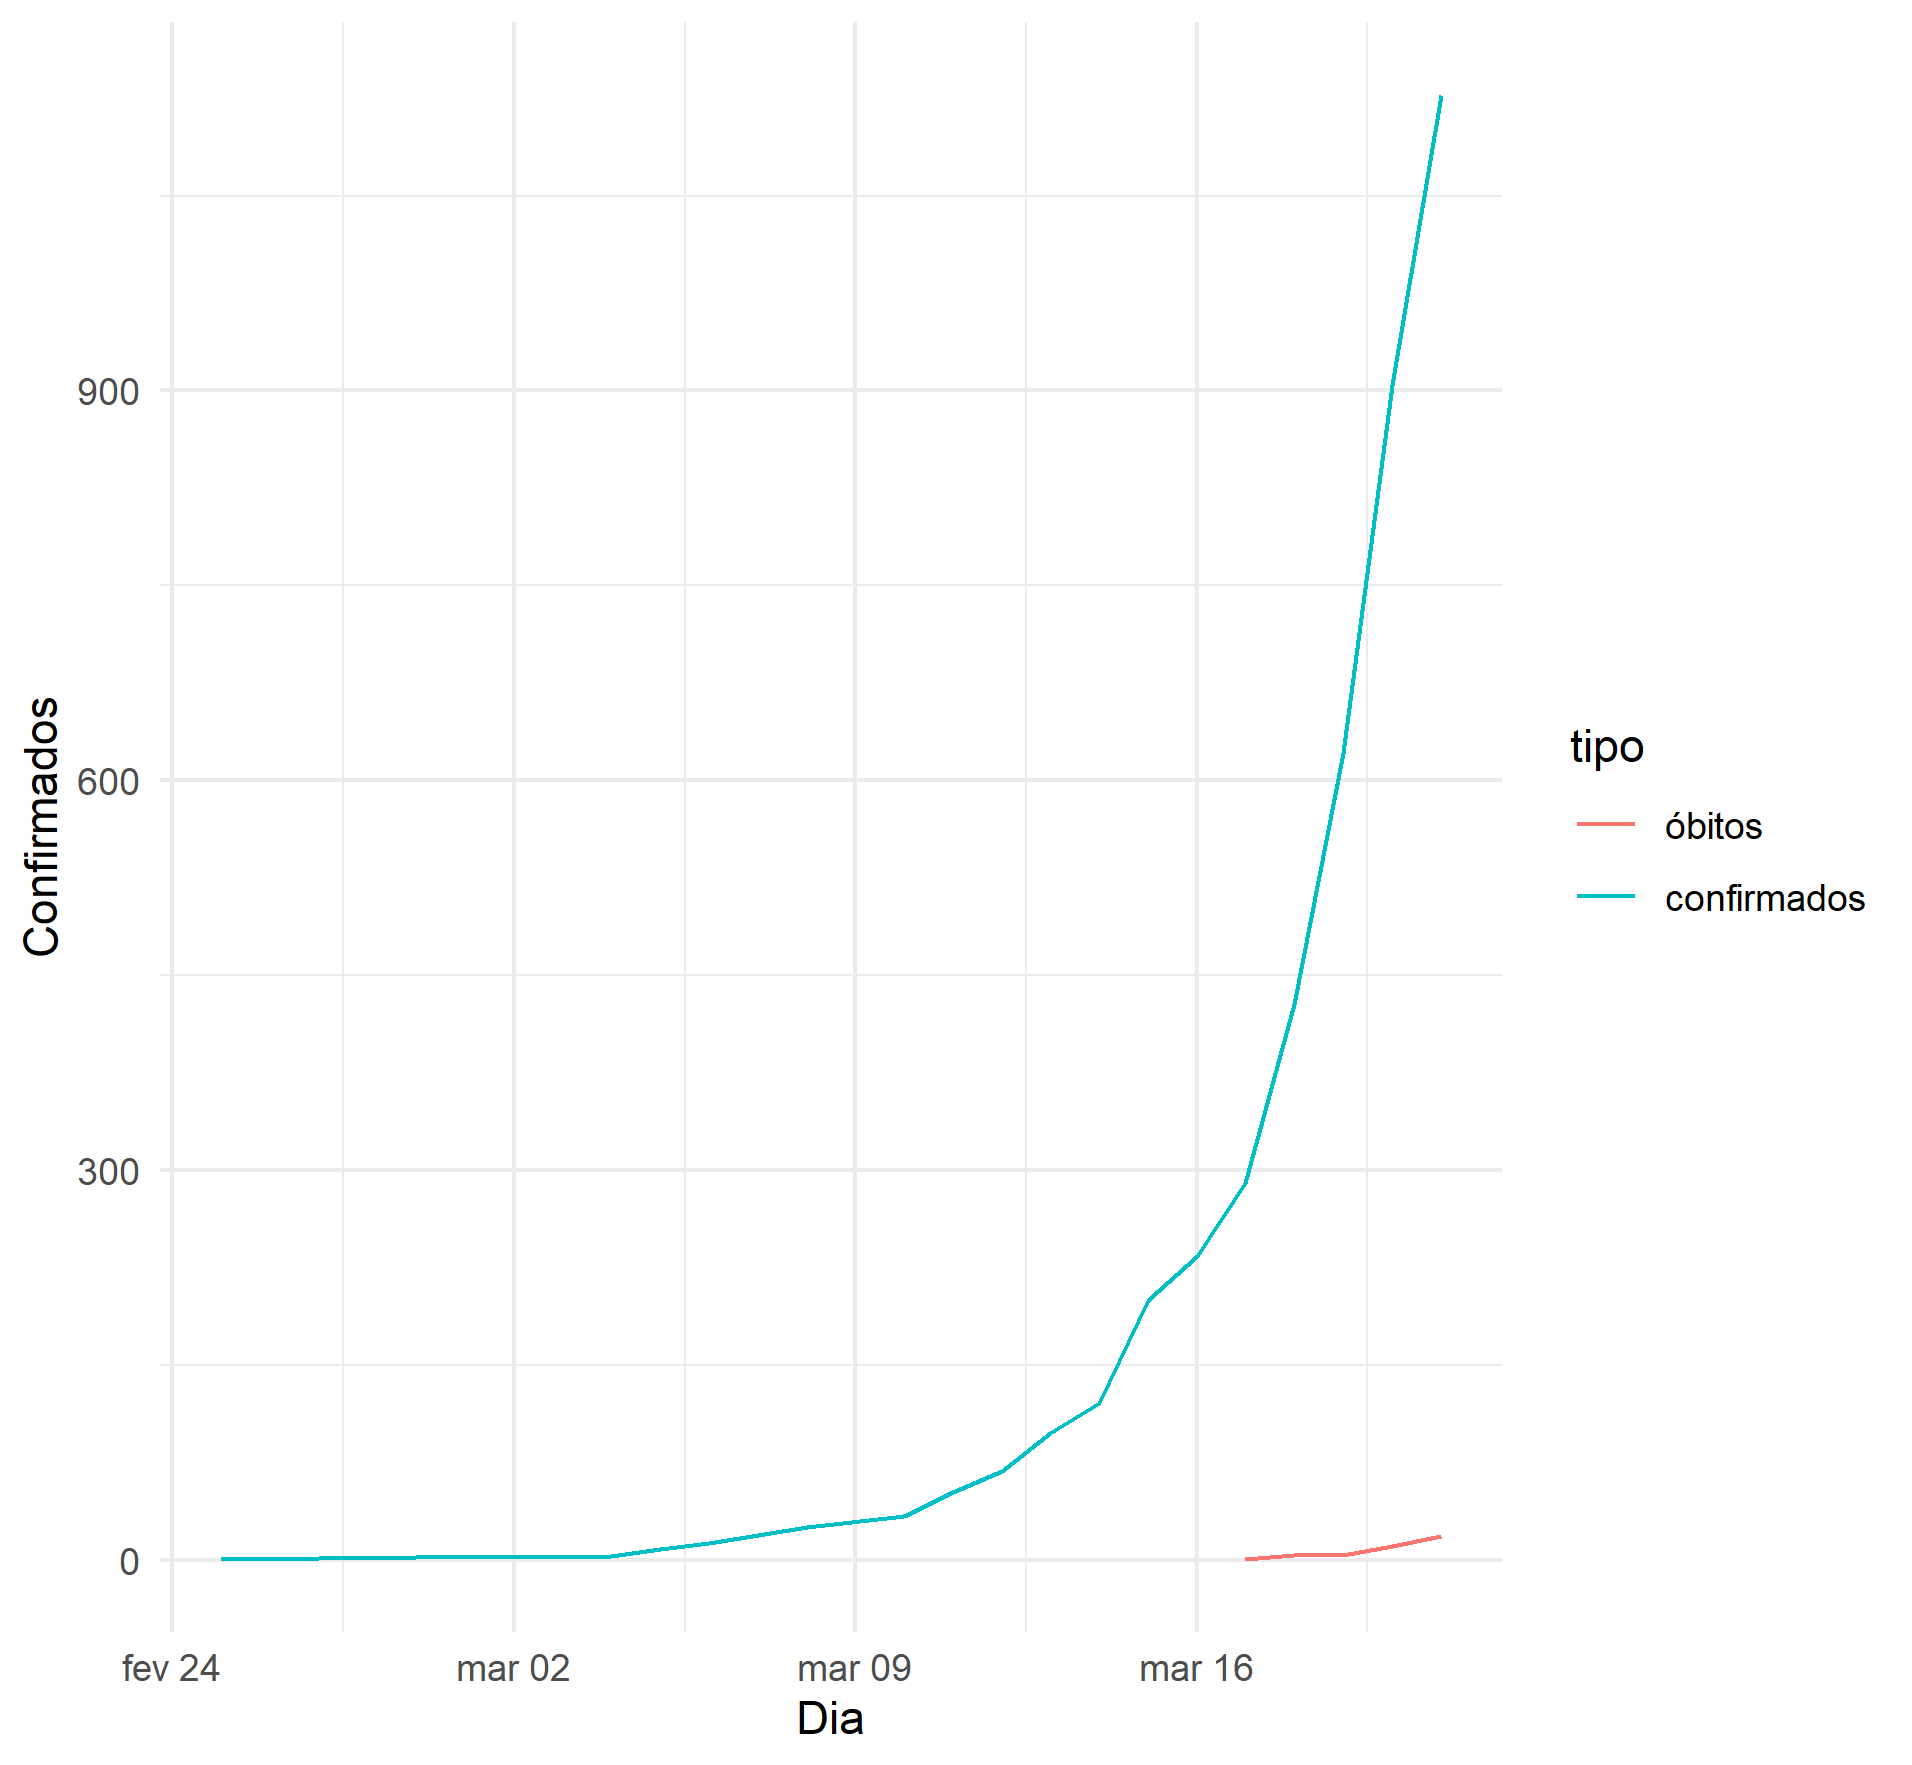 Confirmados
900
600
300
0
fev 24
mar 02
mar 09
mar 16
Dia
tipo
óbitos
confirmados